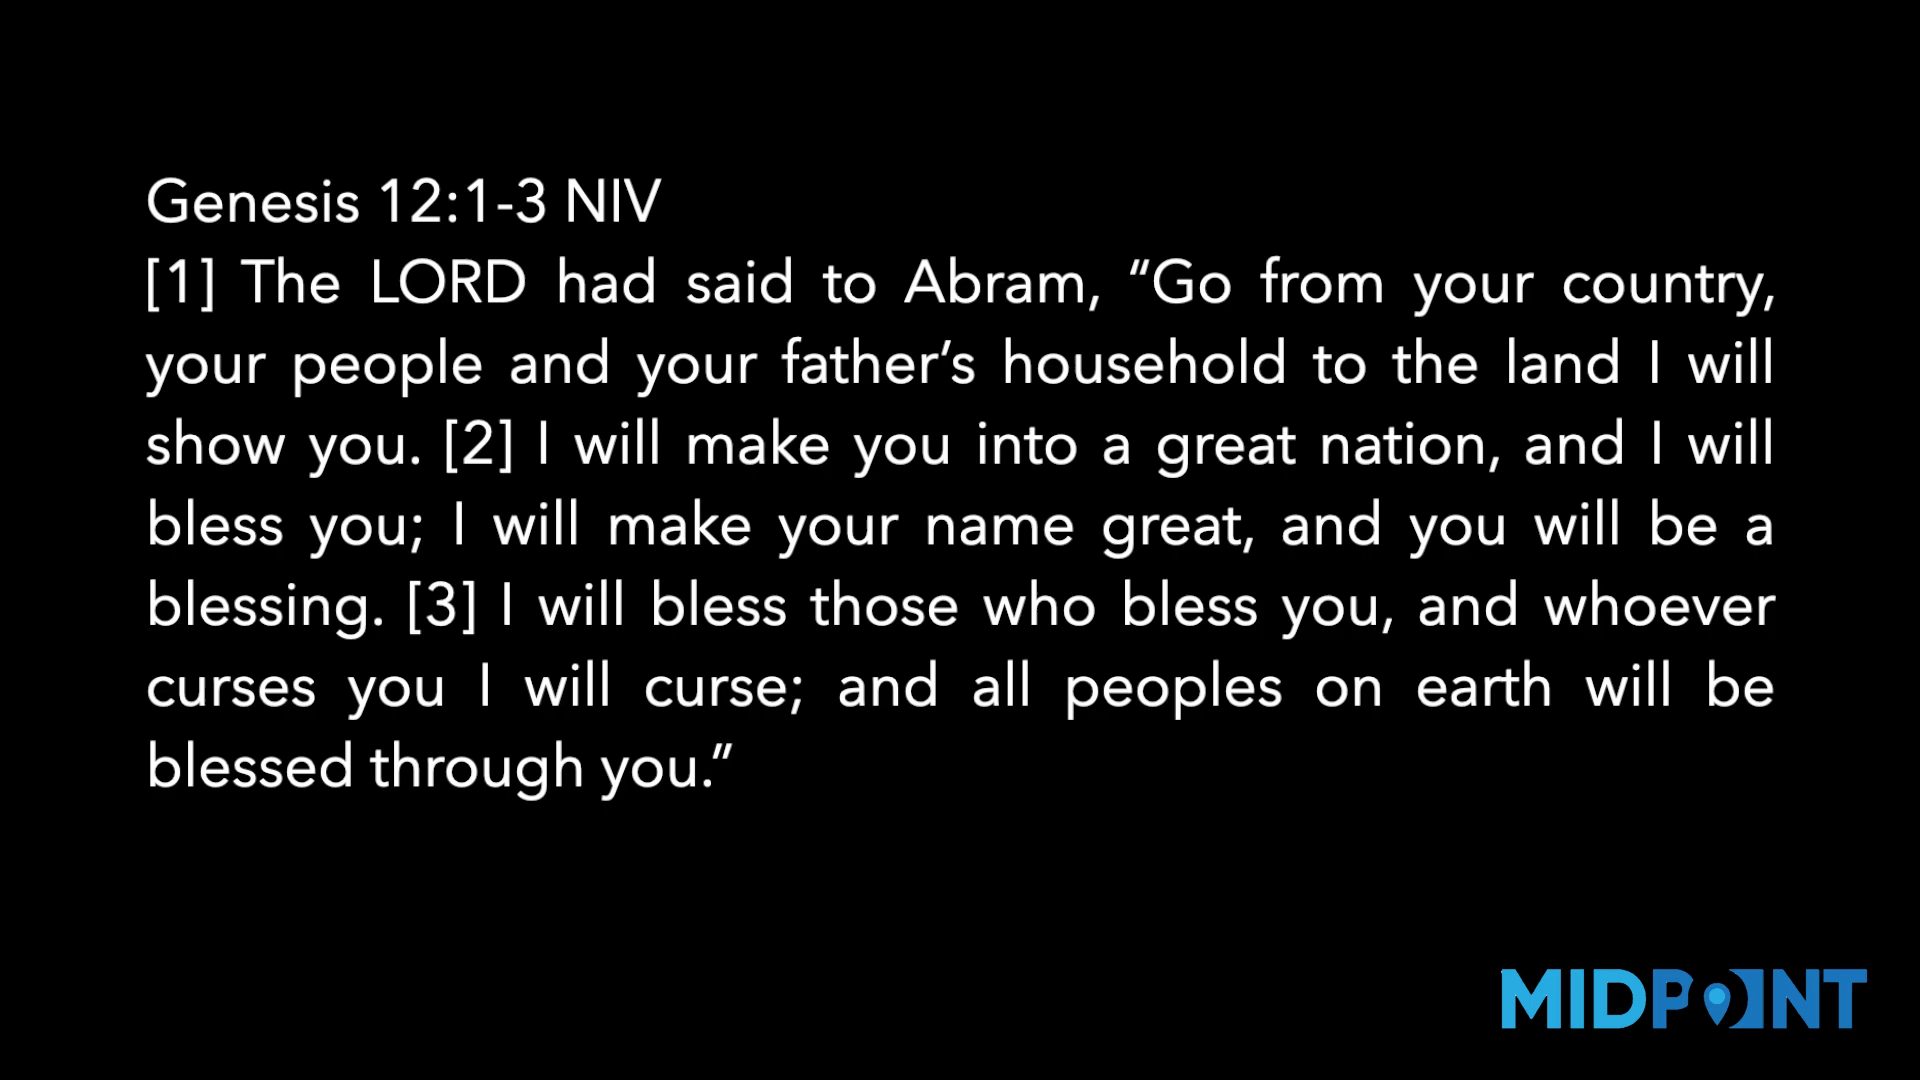 Genesis 12:1-3 NIV
[1] The LORD had said to Abram, “Go from your country,
your people and your father’s household to the land I will
show you. [2] I will make you into a great nation, and I will
bless you; I will make your name great, and you will be a
blessing. [3] I will bless those who bless you, and whoever
curses you I will curse; and all peoples on earth will be
blessed through you.”
MIDPOINT